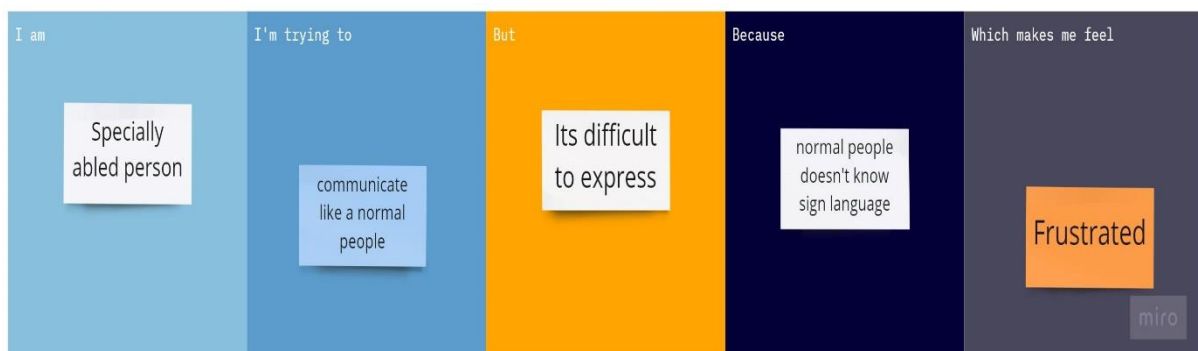 I am
Specially
abled person
I'm trying to
communicate
like a normal
people
But
Its difficult
to express
Because
normal people
doesn't know
sign language
Which makes me feel
Frustrated
miro